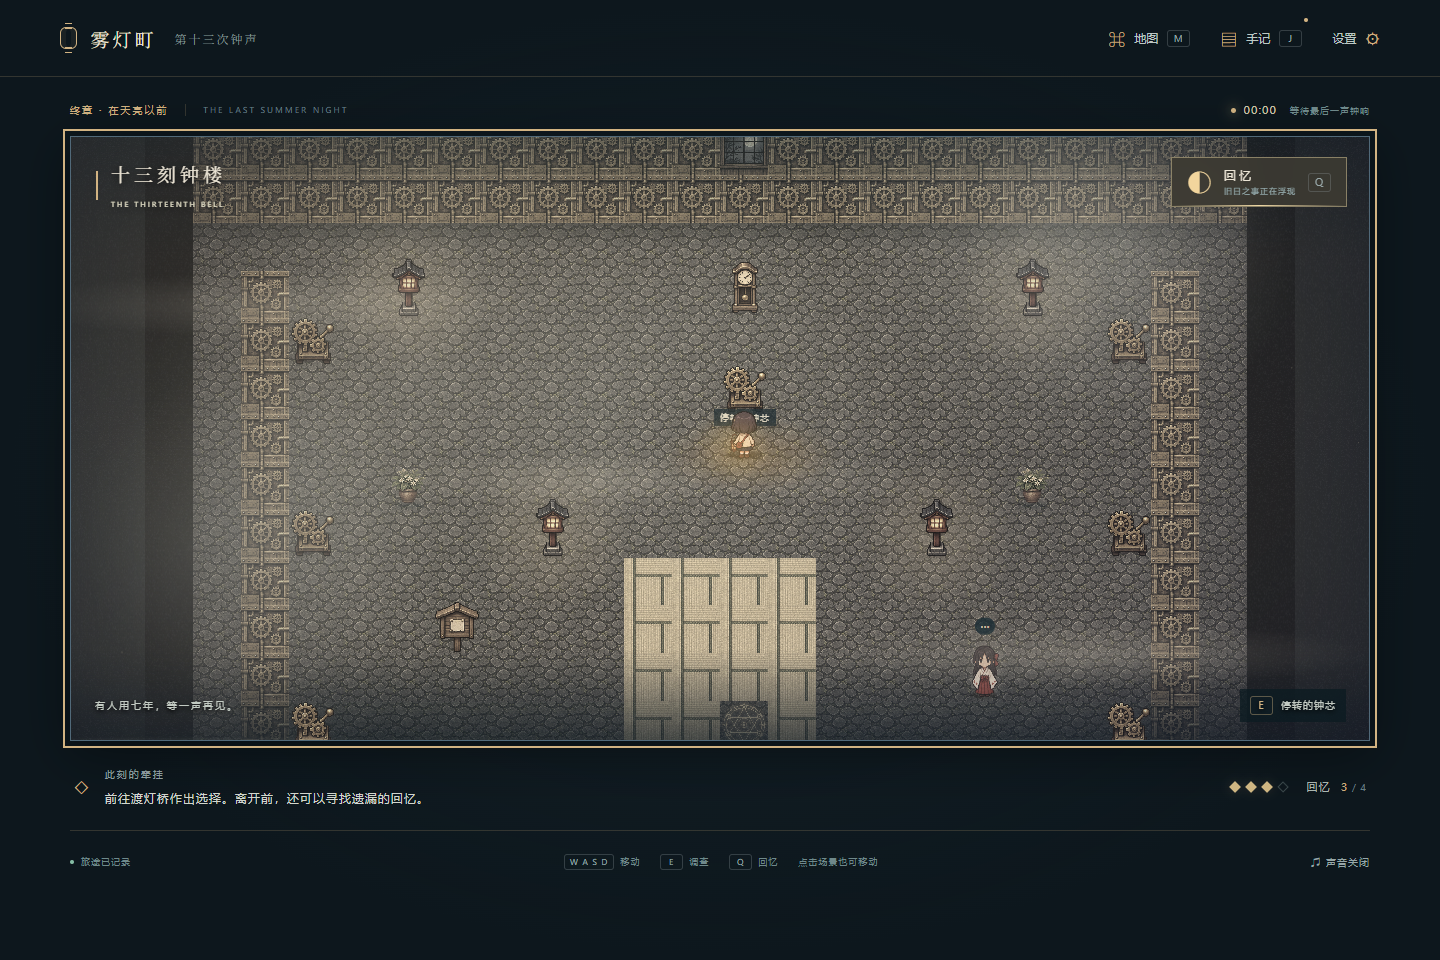 雾灯町
第十三次钟声
地图 M
手记 J
设置
终章 · 在天亮以前
THE LAST SUMMER NIGHT
00:00 等待最后一声钟响
十三刻钟楼
THE THIRTEENTH BELL
回忆
旧日之事正在浮现
Q
有人用七年，等一声再见。
E 停转的钟芯
此刻的牵挂
前往渡灯桥作出选择。离开前，还可以寻找遗漏的回忆。
回忆 3 / 4
旅途已记录
WASD 移动 E 调查 Q 回忆 点击场景也可移动
声音关闭